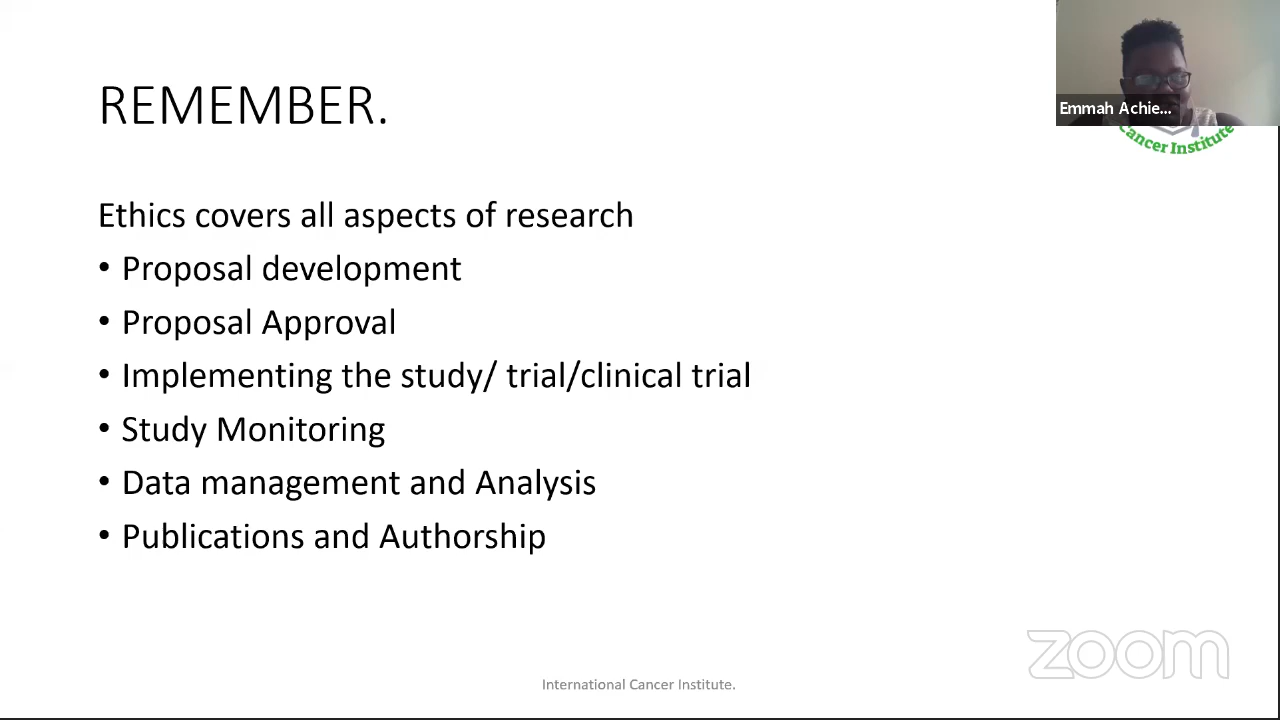 REMEMBER.
Emmah Achie...
Cancer Institute
Ethics covers all aspects of research
• Proposal development
• Proposal Approval
• Implementing the study/ trial/clinical trial
• Study Monitoring
• Data management and Analysis
• Publications and Authorship
zoom
International Cancer Institute.